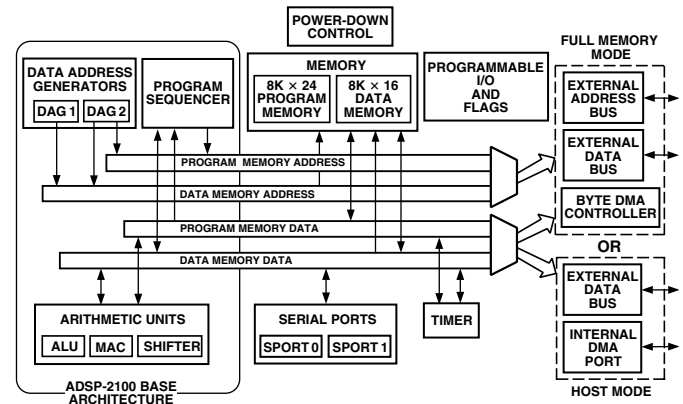 POWER-DOWN
CONTROL
FULL MEMORY
MODE
DATA ADDRESS
GENERATORS
DAG 1
DAG 2
PROGRAM
SEQUENCER
MEMORY
8K × 24
PROGRAM
MEMORY
8K × 16
DATA
MEMORY
PROGRAMMABLE
I/O
AND
FLAGS
EXTERNAL
ADDRESS
BUS
EXTERNAL
DATA
BUS
BYTE DMA
CONTROLLER
PROGRAM MEMORY ADDRESS
DATA MEMORY ADDRESS
PROGRAM MEMORY DATA
DATA MEMORY DATA
OR
EXTERNAL
DATA
BUS
INTERNAL
DMA
PORT
HOST MODE
ARITHMETIC UNITS
ALU
MAC
SHIFTER
SERIAL PORTS
SPORT 0
SPORT 1
TIMER
ADSP-2100 BASE
ARCHITECTURE